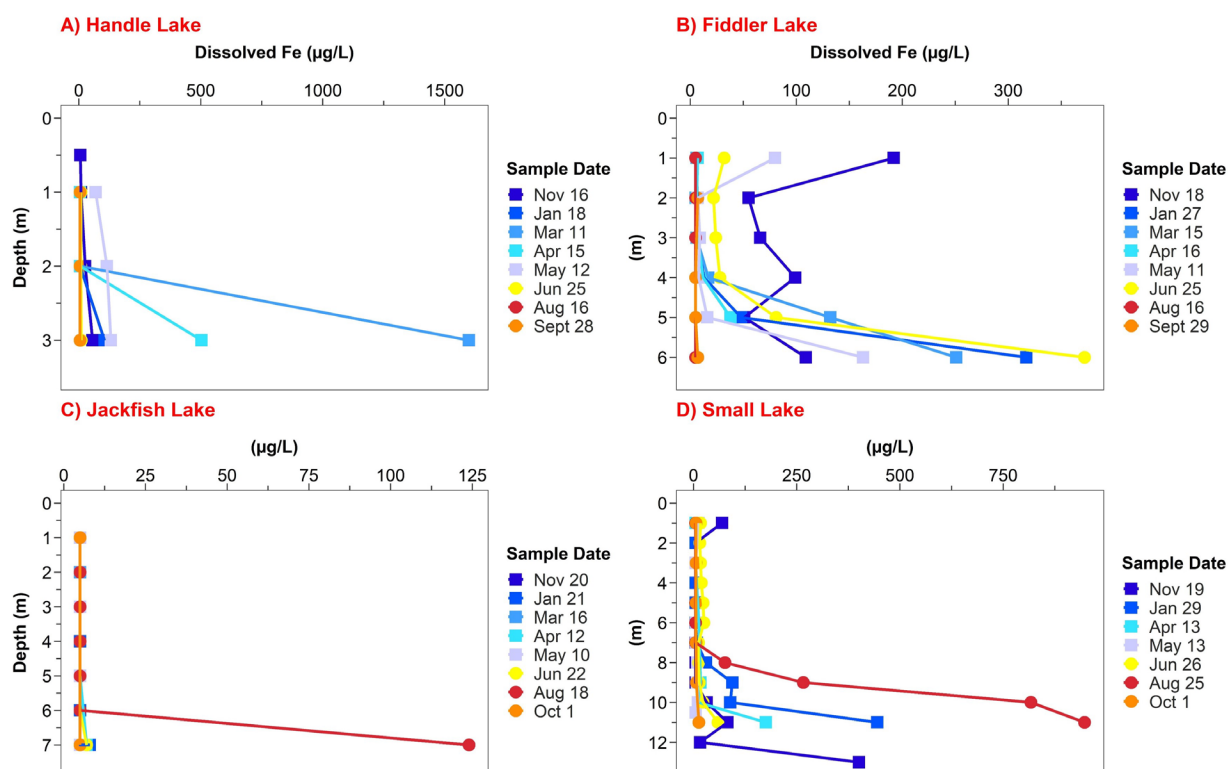 A) Handle Lake
Dissolved Fe (µg/L)
0 500 1000 1500
Depth (m)
0
1
2
3
Sample Date
Nov 16
Jan 18
Mar 11
Apr 15
May 12
Jun 25
Aug 16
Sept 28
B) Fiddler Lake
Dissolved Fe (µg/L)
0 100 200 300
(m)
0
1
2
3
4
5
6
Sample Date
Nov 18
Jan 27
Mar 15
Apr 16
May 11
Jun 25
Aug 16
Sept 29
C) Jackfish Lake
(µg/L)
0 25 50 75 100 125
Depth (m)
0
1
2
3
4
5
6
7
Sample Date
Nov 20
Jan 21
Mar 16
Apr 12
May 10
Jun 22
Aug 18
Oct 1
D) Small Lake
(µg/L)
0 250 500 750
(m)
0
2
4
6
8
10
12
Sample Date
Nov 19
Jan 29
Apr 13
May 13
Jun 26
Aug 25
Oct 1